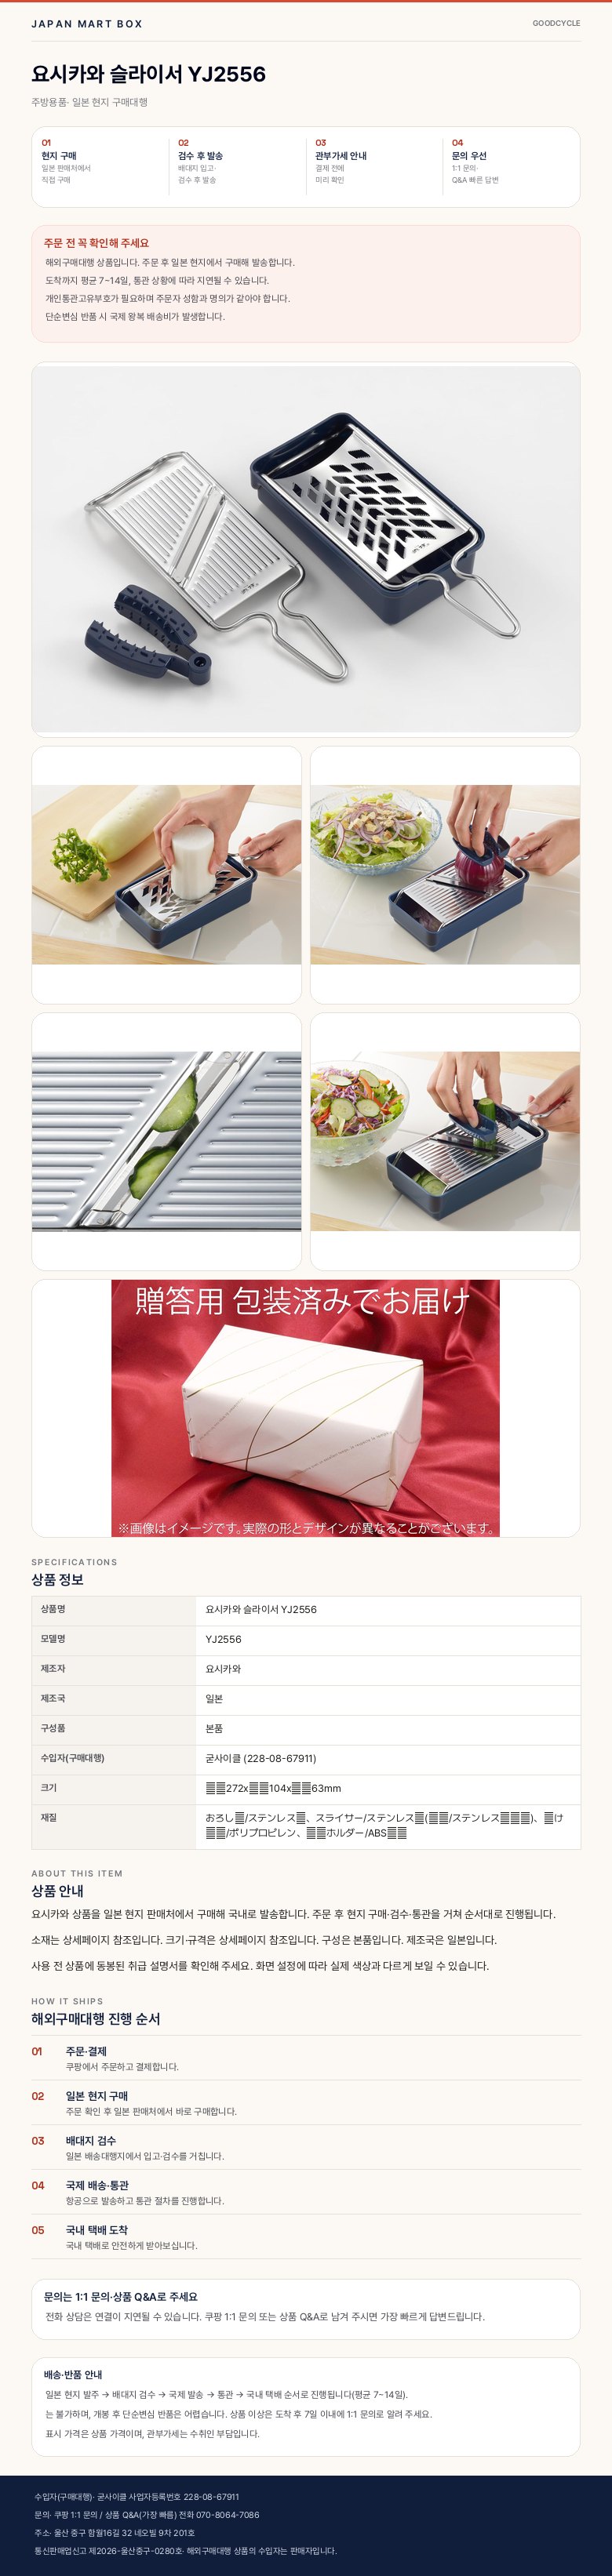 JAPAN MART BOX
GOODCYCLE
요시카와 슬라이서 YJ2556
주방용품· 일본 현지 구매대행
01
현지 구매
일본 판매처에서
직접 구매
02
검수 후 발송
배대지 입고·
검수 후 발송
03
관부가세 안내
결제 전에
미리 확인
04
문의 우선
1:1 문의·
Q&A 빠른 답변
주문 전 꼭 확인해 주세요
해외구매대행 상품입니다. 주문 후 일본 현지에서 구매해 발송합니다.
도착까지 평균 7~14일, 통관 상황에 따라 지연될 수 있습니다.
개인통관고유부호가 필요하며 주문자 성함과 명의가 같아야 합니다.
단순변심 반품 시 국제 왕복 배송비가 발생합니다.
贈答用 包装済みでお届け
※画像はイメージです。実際の形とデザインが異なることがございます。
SPECIFICATIONS
상품 정보
상품명 요시카와 슬라이서 YJ2556
모델명 YJ2556
제조자 요시카와
제조국 일본
구성품 본품
수입자(구매대행) 굳사이클 (228-08-67911)
크기 272x104x63mm
재질 おろし/ステンレス、スライサー/ステンレス(/ステンレス)、け
/ポリプロピレン、ホルダー/ABS
ABOUT THIS ITEM
상품 안내
요시카와 상품을 일본 현지 판매처에서 구매해 국내로 발송합니다. 주문 후 현지 구매·검수·통관을 거쳐 순서대로 진행됩니다.
소재는 상세페이지 참조입니다. 크기·규격은 상세페이지 참조입니다. 구성은 본품입니다. 제조국은 일본입니다.
사용 전 상품에 동봉된 취급 설명서를 확인해 주세요. 화면 설정에 따라 실제 색상과 다르게 보일 수 있습니다.
HOW IT SHIPS
해외구매대행 진행 순서
01 주문·결제
쿠팡에서 주문하고 결제합니다.
02 일본 현지 구매
주문 확인 후 일본 판매처에서 바로 구매합니다.
03 배대지 검수
일본 배송대행지에서 입고·검수를 거칩니다.
04 국제 배송·통관
항공으로 발송하고 통관 절차를 진행합니다.
05 국내 택배 도착
국내 택배로 안전하게 받아보십니다.
문의는 1:1 문의·상품 Q&A로 주세요
전화 상담은 연결이 지연될 수 있습니다. 쿠팡 1:1 문의 또는 상품 Q&A로 남겨 주시면 가장 빠르게 답변드립니다.
배송·반품 안내
일본 현지 발주 → 배대지 검수 → 국제 발송 → 통관 → 국내 택배 순서로 진행됩니다(평균 7~14일).
는 불가하며, 개봉 후 단순변심 반품은 어렵습니다. 상품 이상은 도착 후 7일 이내에 1:1 문의로 알려 주세요.
표시 가격은 상품 가격이며, 관부가세는 수취인 부담입니다.
수입자(구매대행)· 굳사이클 사업자등록번호 228-08-67911
문의· 쿠팡 1:1 문의 / 상품 Q&A(가장 빠름) 전화 070-8064-7086
주소· 울산 중구 함월16길 32 네오빌 9차 201호
통신판매업신고 제2026-울산중구-0280호· 해외구매대행 상품의 수입자는 판매자입니다.